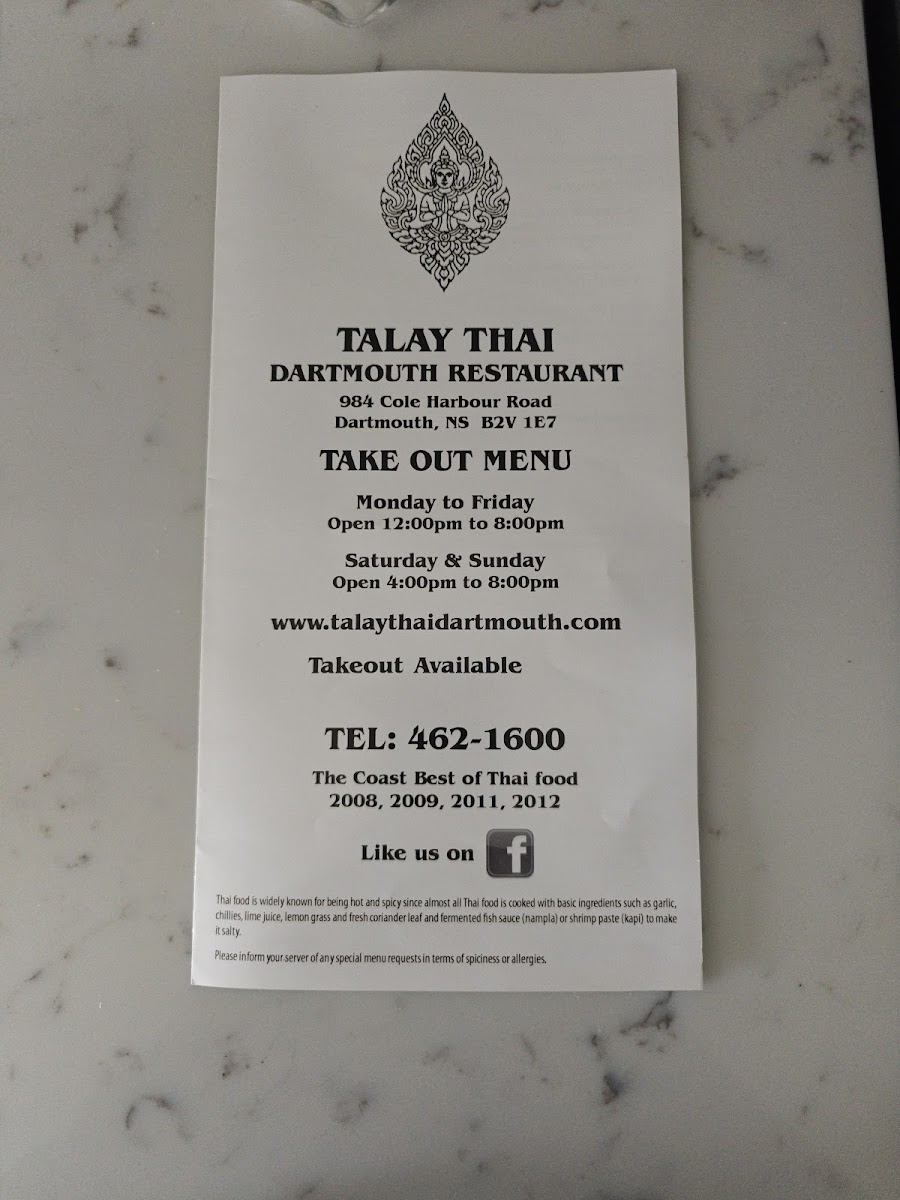 TALAY THAI
DARTMOUTH RESTAURANT
984 Cole Harbour Road
Dartmouth, NS B2V 1E7
TAKE OUT MENU
Monday to Friday
Open 12:00pm to 8:00pm
Saturday & Sunday
Open 4:00pm to 8:00pm
www.talaythaidartmouth.com
Takeout Available
TEL: 462-1600
The Coast Best of Thai food
2008, 2009, 2011, 2012
Like us on f
Thai food is widely known for being hot and spicy since almost all Thai food is cooked with basic ingredients such as garlic,
chillies, lime juice, lemon grass and fresh coriander leaf and fermented fish sauce (nampla) or shrimp paste (kapi) to make
it salty.
Please inform your server of any special menu requests in terms of spiciness or allergies.